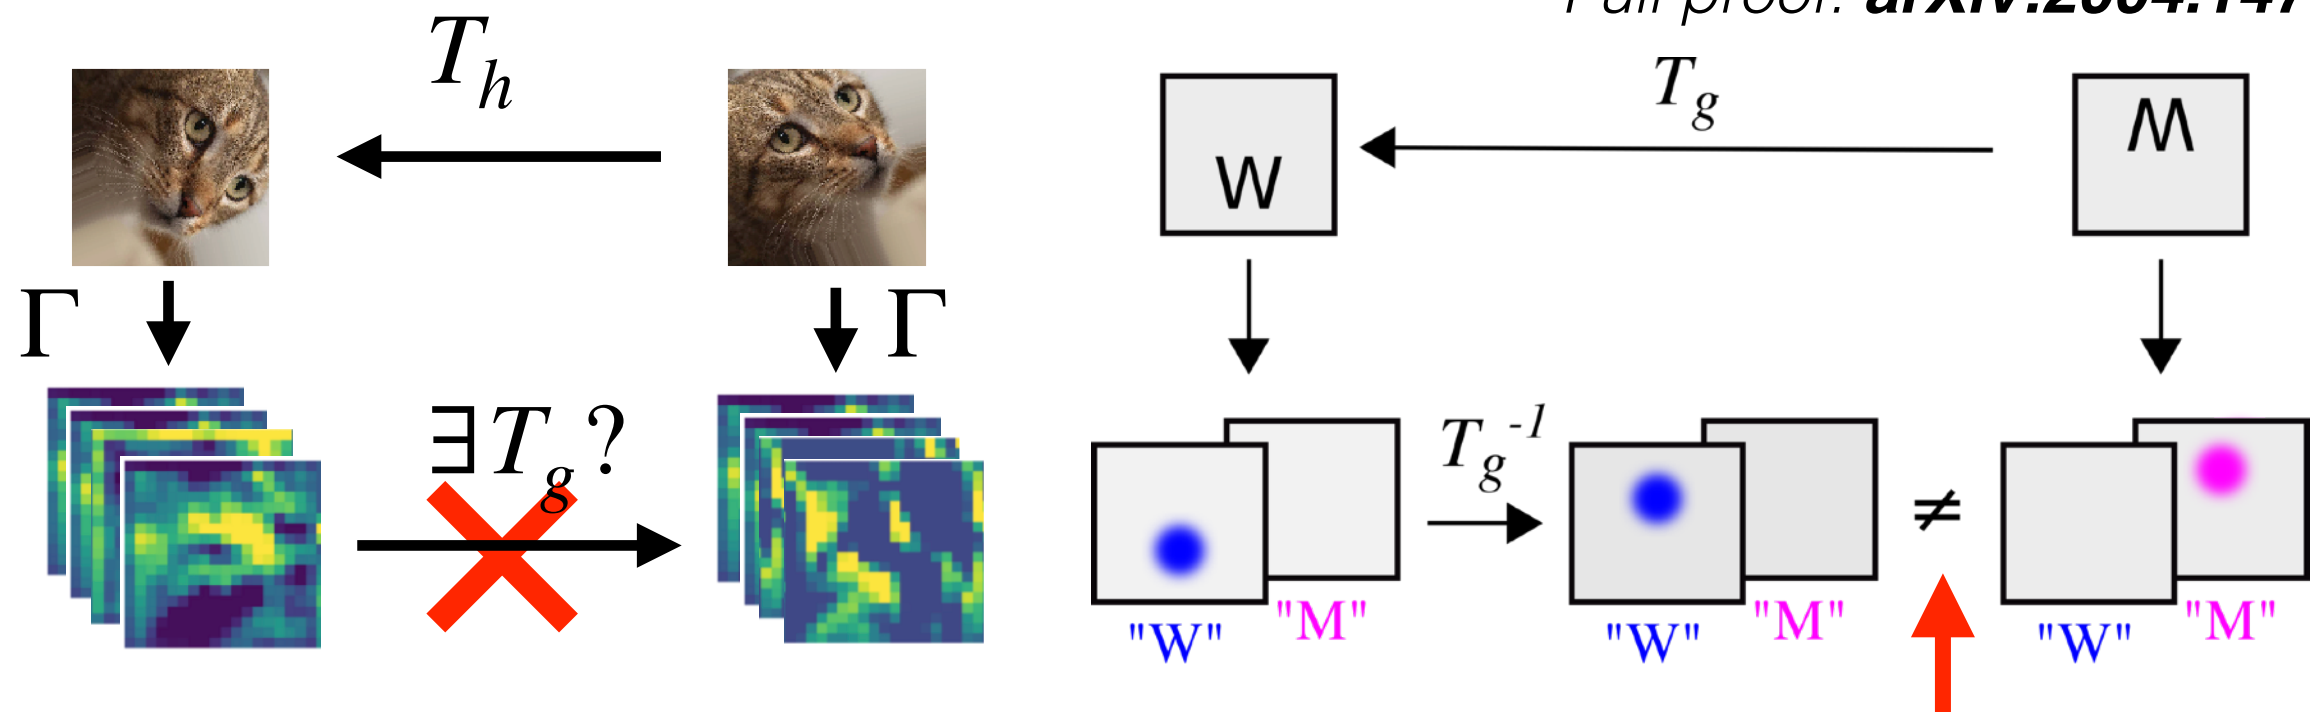 Full proof: arxiv:2004.147
T_h
T_g
W
W
Γ
Γ
∃T_g?
T_g^{-1}
≠
"W" "M"
"W" "M"
"W" "M"